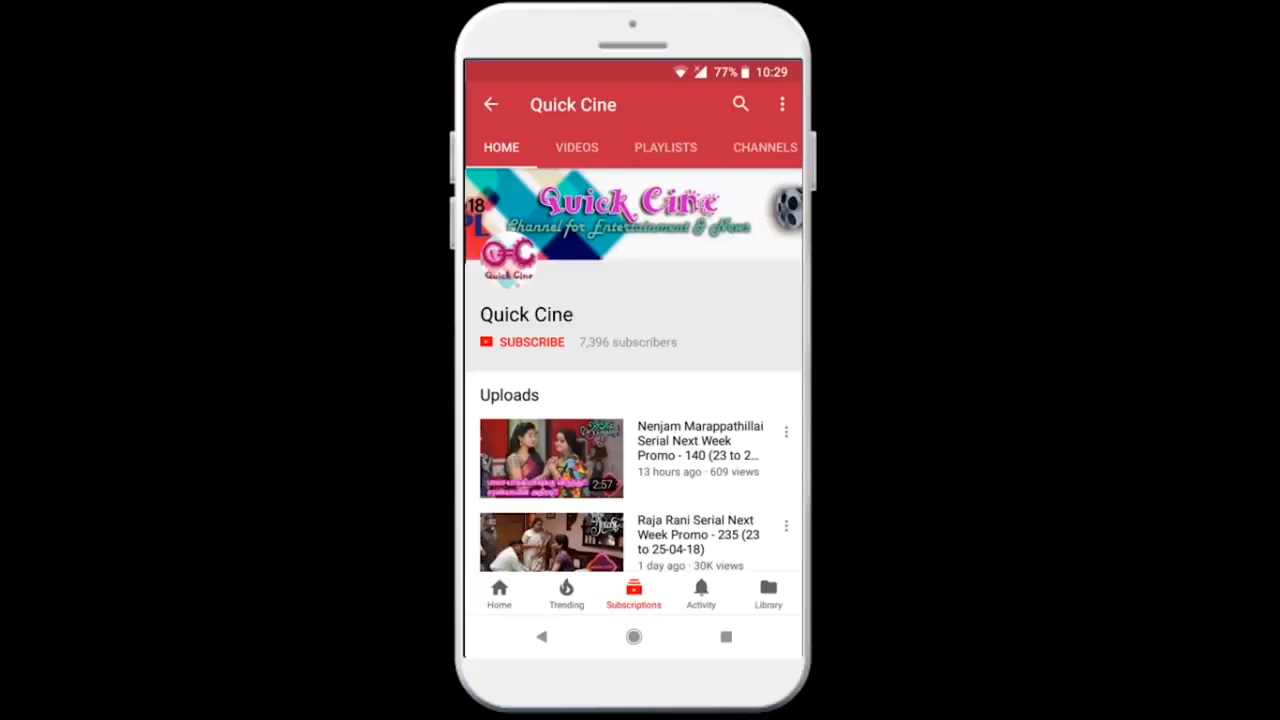 77% 10:29
Quick Cine
HOME VIDEOS PLAYLISTS CHANNELS
18
Quick Cine
Channel for Entertainment & News
Quick Cine
Quick Cine
SUBSCRIBE 7,396 subscribers
Uploads
Nenjam Marappathillai
Serial Next Week
Promo - 140 (23 to 2...
13 hours ago · 609 views
2:57
Raja Rani Serial Next
Week Promo - 235 (23
to 25-04-18)
1 day ago · 30K views
Home Trending Subscriptions Activity Library